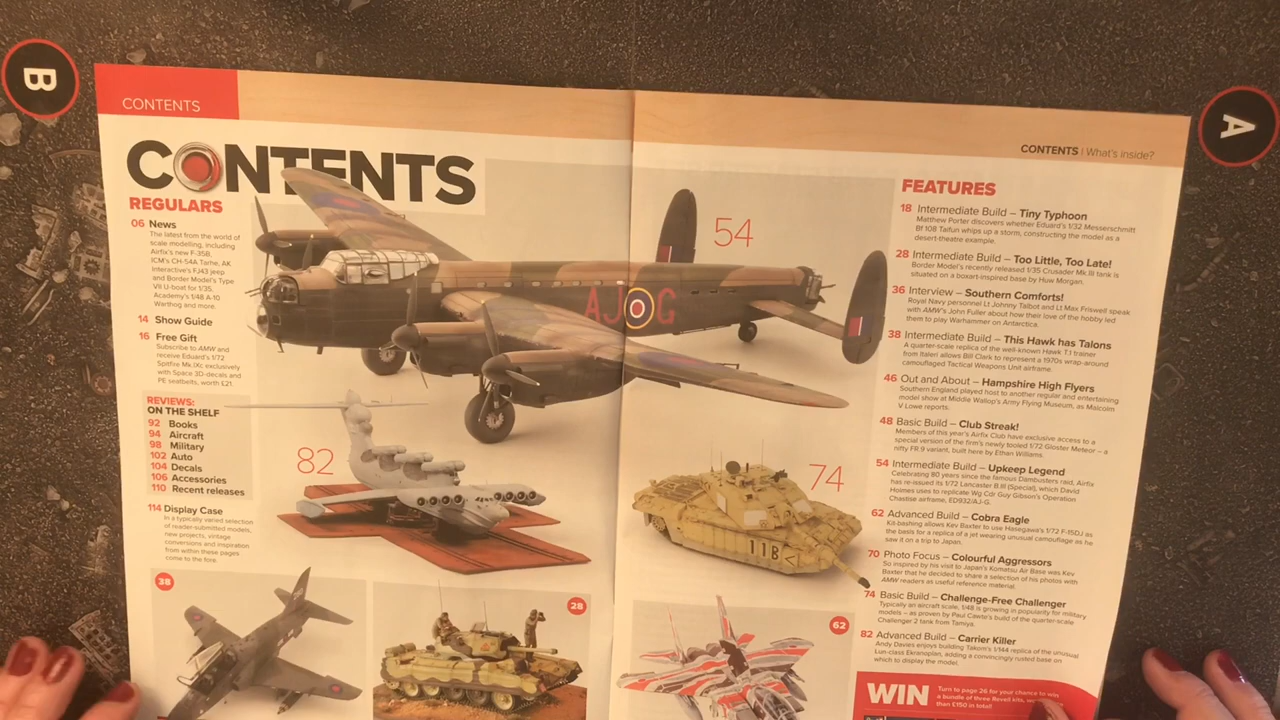 B
A
CONTENTS
CONTENTS | What's inside?
CONTENTS
REGULARS
06 News
The latest from the world of
scale modelling, including
Airfix's new F-35B,
ICM's CH-54A Tarhe, AK
Interactive's FJ43 jeep
and Border Model's Type
VII U-boat for 1/35,
Academy's 1/48 A-10
Warthog and more.
14 Show Guide
16 Free Gift
Subscribe to AMW and
receive Eduard's 1/72
Spitfire Mk.IXc exclusively
with Space 3D-decals and
PE seatbelts, worth £21.
REVIEWS:
ON THE SHELF
92 Books
94 Aircraft
98 Military
102 Auto
104 Decals
106 Accessories
110 Recent releases
114 Display Case
In a typically varied selection
of reader-submitted models,
new projects, vintage
conversions and inspiration
from within these pages
come to the fore.
54
AJ G
82
74
11B
38
28
62
FEATURES
18 Intermediate Build – Tiny Typhoon
Matthew Porter discovers whether Eduard's 1/32 Messerschmitt
Bf 108 Taifun whips up a storm, constructing the model as a
desert-theatre example.
28 Intermediate Build – Too Little, Too Late!
Border Model's recently released 1/35 Crusader Mk.III tank is
situated on a boxart-inspired base by Huw Morgan.
36 Interview – Southern Comforts!
Royal Navy personnel Lt Johnny Talbot and Lt Max Friswell speak
with AMW's John Fuller about how their love of the hobby led
them to play Warhammer on Antarctica.
38 Intermediate Build – This Hawk has Talons
A quarter-scale replica of the well-known Hawk T.1 trainer
from Italeri allows Bill Clark to represent a 1970s wrap-around
camouflaged Tactical Weapons Unit airframe.
46 Out and About – Hampshire High Flyers
Southern England played host to another regular and entertaining
model show at Middle Wallop's Army Flying Museum, as Malcolm
V Lowe reports.
48 Basic Build – Club Streak!
Members of this year's Airfix Club have exclusive access to a
special version of the firm's newly tooled 1/72 Gloster Meteor – a
nifty FR.9 variant, built here by Ethan Williams.
54 Intermediate Build – Upkeep Legend
Celebrating 80 years since the famous Dambusters raid, Airfix
has re-issued its 1/72 Lancaster B.III (Special), which David
Holmes uses to replicate Wg Cdr Guy Gibson's Operation
Chastise airframe, ED932/AJ-G.
62 Advanced Build – Cobra Eagle
Kit-bashing allows Kev Baxter to use Hasegawa's 1/72 F-15DJ as
the basis for a replica of a jet wearing unusual camouflage as he
saw it on a trip to Japan.
70 Photo Focus – Colourful Aggressors
So inspired by his visit to Japan's Komatsu Air Base was Kev
Baxter that he decided to share a selection of his photos with
AMW readers as useful reference material.
74 Basic Build – Challenge-Free Challenger
Typically an aircraft scale, 1/48 is growing in popularity for military
models – as proven by Paul Cawte's build of the quarter-scale
Challenger 2 tank from Tamiya.
82 Advanced Build – Carrier Killer
Andy Davies enjoys building Takom's 1/144 replica of the unusual
Lun-class Ekranoplan, adding a convincingly rusted base on
which to display the model.
WIN
Turn to page 26 for your chance to win
a bundle of three Revell kits,
than £150 in total!